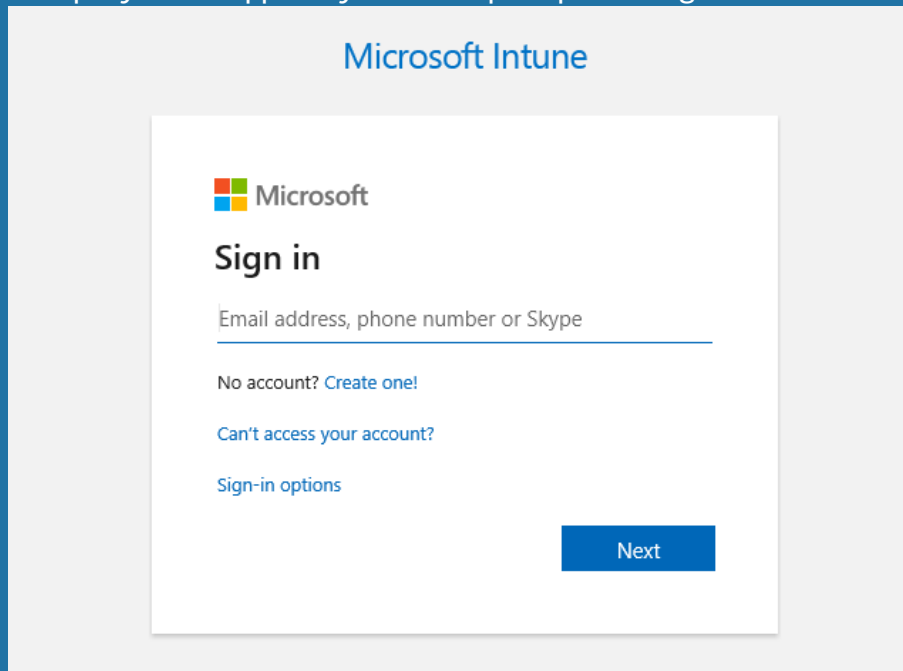 Microsoft Intune
Microsoft
Sign in
Email address, phone number or Skype
No account? Create one!
Can't access your account?
Sign-in options
Next